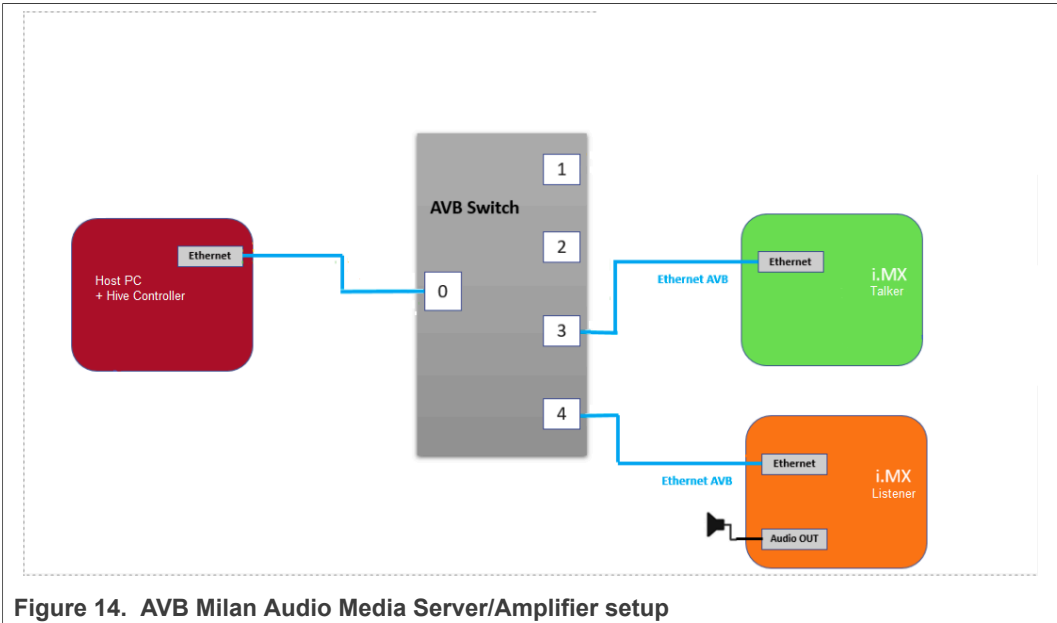 1
AVB Switch
2
Ethernet
Host PC
+ Hive Controller
0
3
4
Ethernet AVB
Ethernet
i.MX
Talker
Ethernet AVB
Ethernet
i.MX
Listener
Audio OUT
Figure 14. AVB Milan Audio Media Server/Amplifier setup